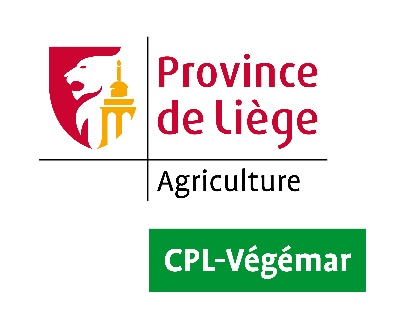 Province
de Liège
Agriculture
CPL-Végémar